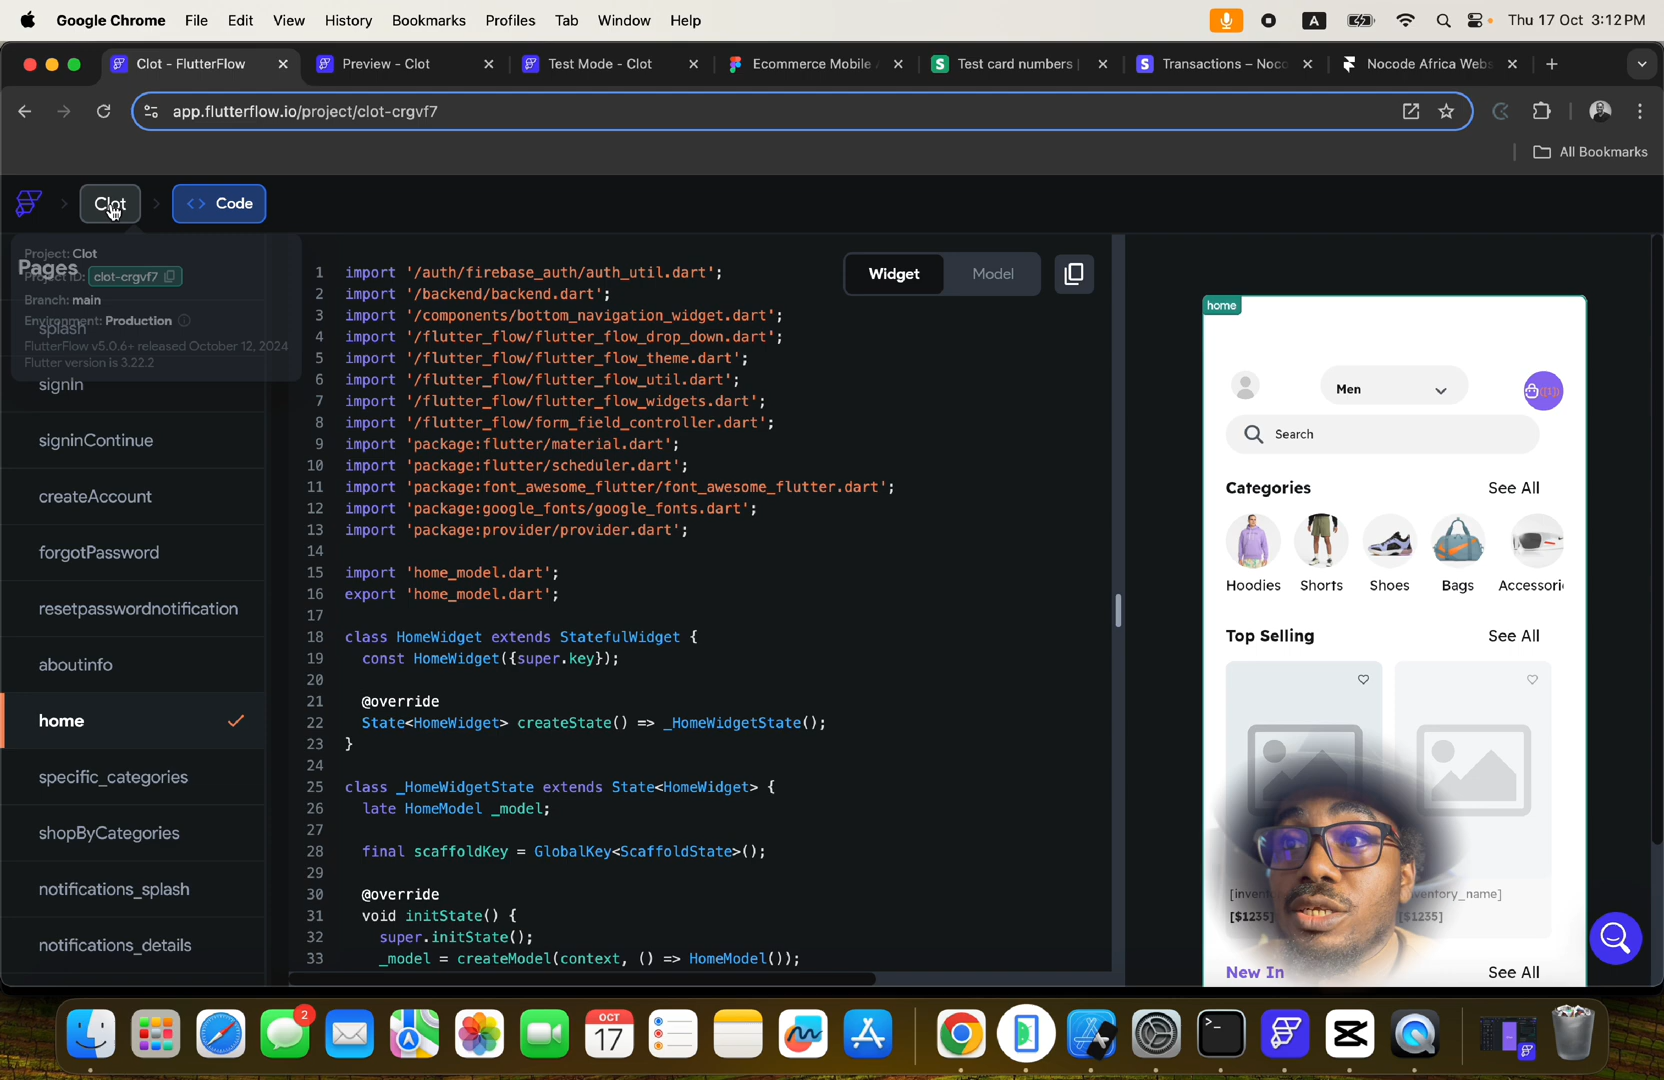 Google Chrome File Edit View History Bookmarks Profiles Tab Window Help A Thu 17 Oct 3:12PM
Clot - FlutterFlow Preview - Clot Test Mode - Clot Ecommerce Mobile Test card numbers Transactions – Noco Nocode Africa Webs
app.flutterflow.io/project/clot-crgvf7
All Bookmarks
Clot <> Code
Project: Clot
Pages
Project ID: clot-crgvf7
Branch: main
Environment: Production
splash
FlutterFlow v5.0.6+ released October 12, 2024
Flutter version is 3.22.2
signIn
signinContinue
createAccount
forgotPassword
resetpasswordnotification
aboutinfo
home
specific_categories
shopByCategories
notifications_splash
notifications_details
Widget Model
1 import '/auth/firebase_auth/auth_util.dart';
2 import '/backend/backend.dart';
3 import '/components/bottom_navigation_widget.dart';
4 import '/flutter_flow/flutter_flow_drop_down.dart';
5 import '/flutter_flow/flutter_flow_theme.dart';
6 import '/flutter_flow/flutter_flow_util.dart';
7 import '/flutter_flow/flutter_flow_widgets.dart';
8 import '/flutter_flow/form_field_controller.dart';
9 import 'package:flutter/material.dart';
10 import 'package:flutter/scheduler.dart';
11 import 'package:font_awesome_flutter/font_awesome_flutter.dart';
12 import 'package:google_fonts/google_fonts.dart';
13 import 'package:provider/provider.dart';
14
15 import 'home_model.dart';
16 export 'home_model.dart';
17
18 class HomeWidget extends StatefulWidget {
19 const HomeWidget({super.key});
20
21 @override
22 State<HomeWidget> createState() => _HomeWidgetState();
23 }
24
25 class _HomeWidgetState extends State<HomeWidget> {
26 late HomeModel _model;
27
28 final scaffoldKey = GlobalKey<ScaffoldState>();
29
30 @override
31 void initState() {
32 super.initState();
33 _model = createModel(context, () => HomeModel());
home
Men
Search
Categories See All
Hoodies Shorts Shoes Bags Accessori
Top Selling See All
[$1235] [$1235]
New In See All
2
OCT
17